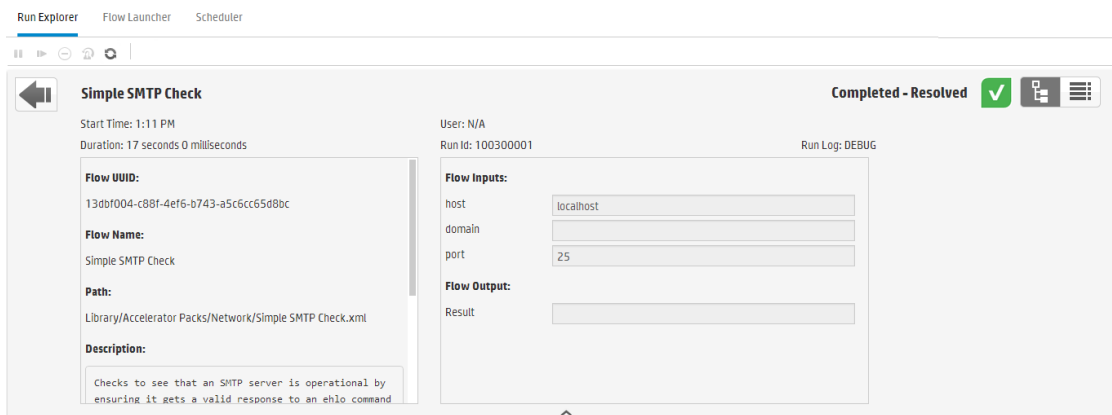 Run Explorer Flow Launcher Scheduler
Simple SMTP Check
Completed - Resolved
Start Time: 1:11 PM
User: N/A
Duration: 17 seconds 0 milliseconds
Run Id: 100300001
Run Log: DEBUG
Flow UUID:
13dbf004-c88f-4ef6-b743-a5c6cc65d8bc
Flow Name:
Simple SMTP Check
Path:
Library/Accelerator Packs/Network/Simple SMTP Check.xml
Description:
Checks to see that an SMTP server is operational by
ensuring it gets a valid response to an ehlo command
Flow Inputs:
host localhost
domain
port 25
Flow Output:
Result